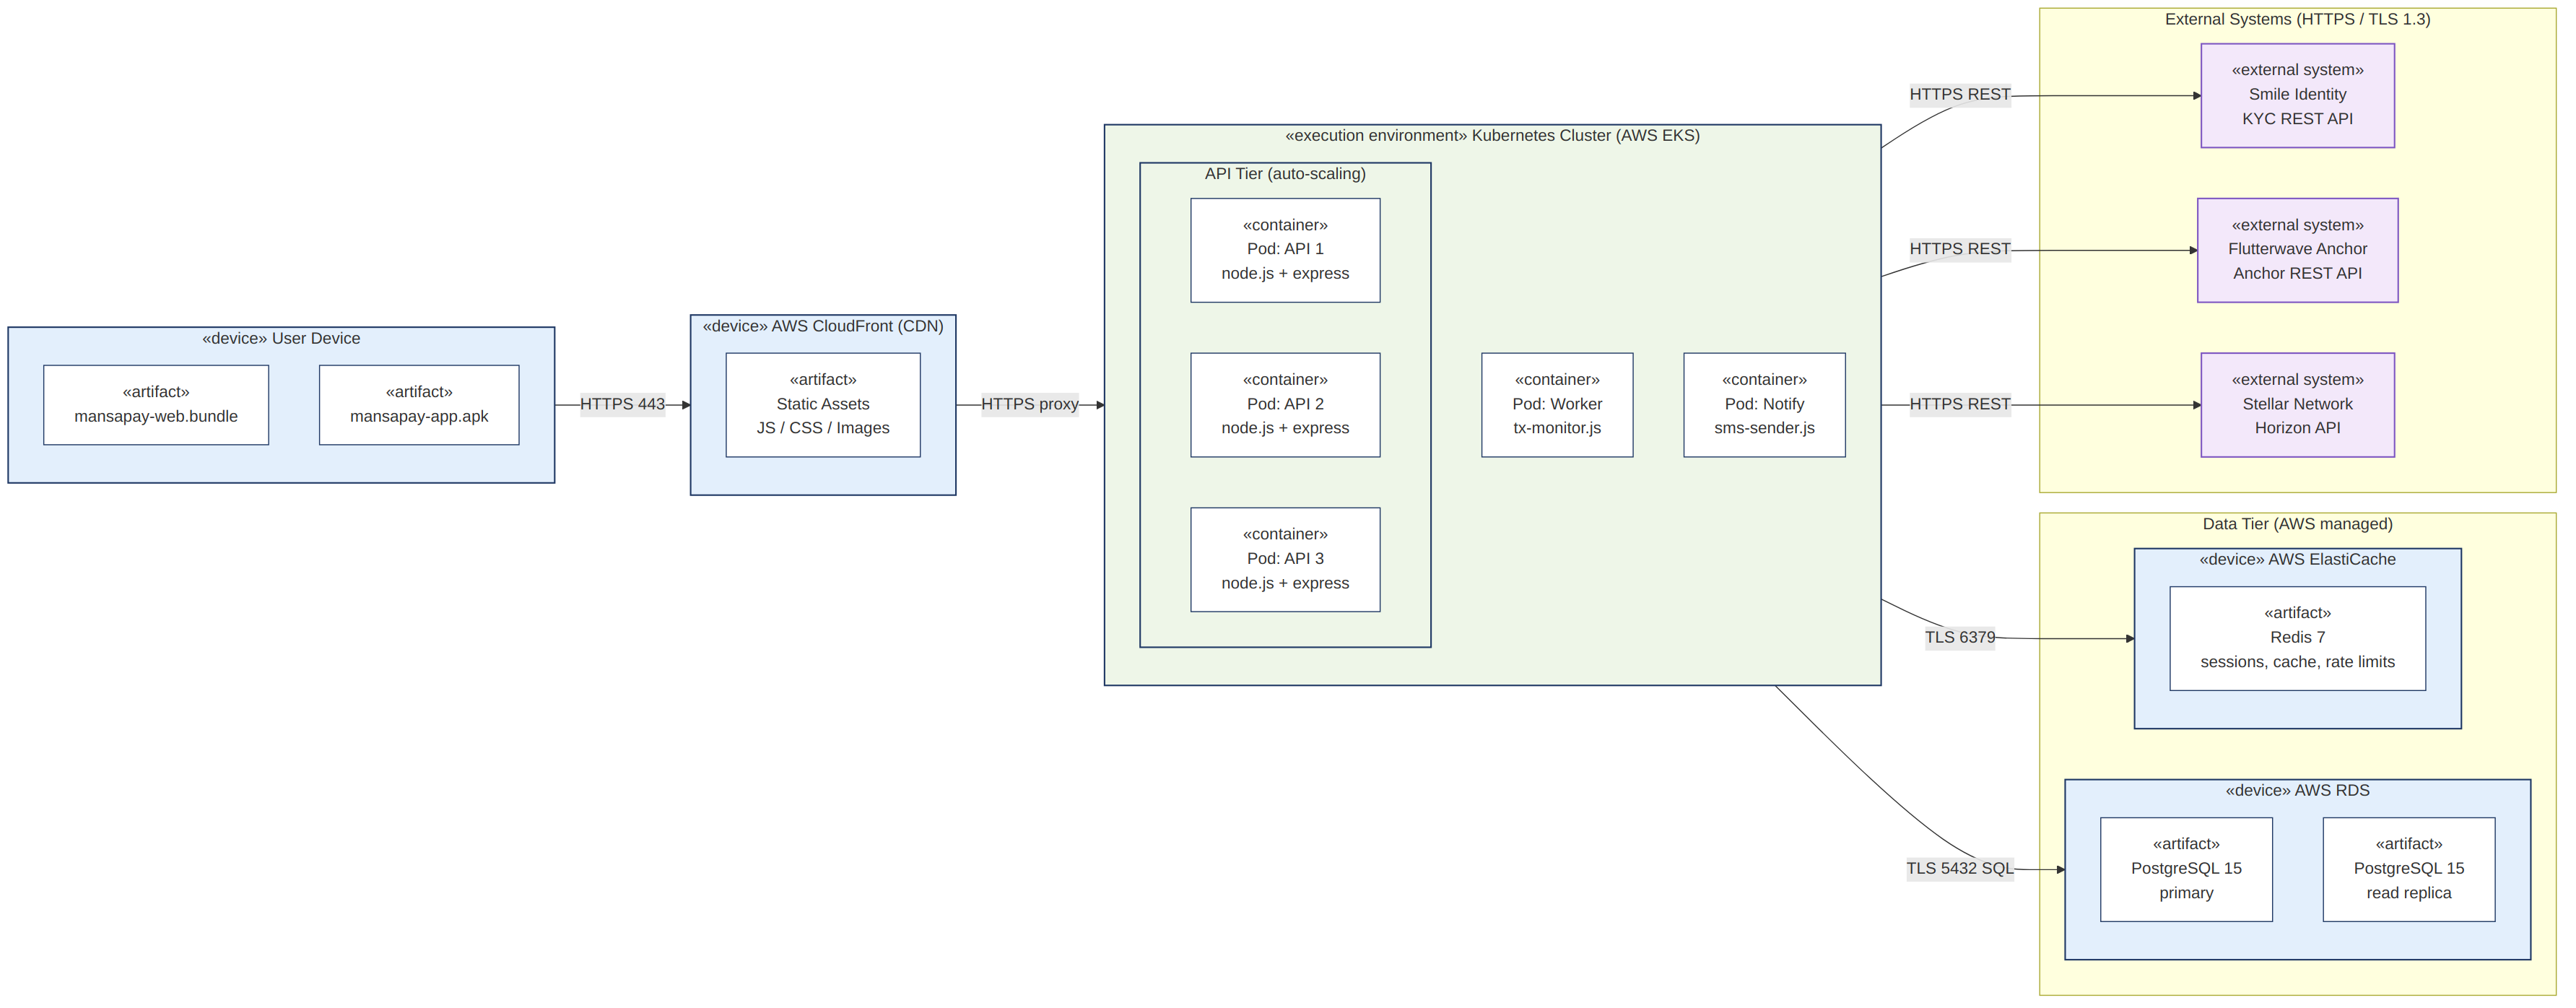 «device» User Device
«artifact»
mansapay-web.bundle
«artifact»
mansapay-app.apk
HTTPS 443
«device» AWS CloudFront (CDN)
«artifact»
Static Assets
JS / CSS / Images
HTTPS proxy
«execution environment» Kubernetes Cluster (AWS EKS)
API Tier (auto-scaling)
«container»
Pod: API 1
node.js + express
«container»
Pod: API 2
node.js + express
«container»
Pod: API 3
node.js + express
«container»
Pod: Worker
tx-monitor.js
«container»
Pod: Notify
sms-sender.js
HTTPS REST
HTTPS REST
HTTPS REST
TLS 6379
TLS 5432 SQL
External Systems (HTTPS / TLS 1.3)
«external system»
Smile Identity
KYC REST API
«external system»
Flutterwave Anchor
Anchor REST API
«external system»
Stellar Network
Horizon API
Data Tier (AWS managed)
«device» AWS ElastiCache
«artifact»
Redis 7
sessions, cache, rate limits
«device» AWS RDS
«artifact»
PostgreSQL 15
primary
«artifact»
PostgreSQL 15
read replica